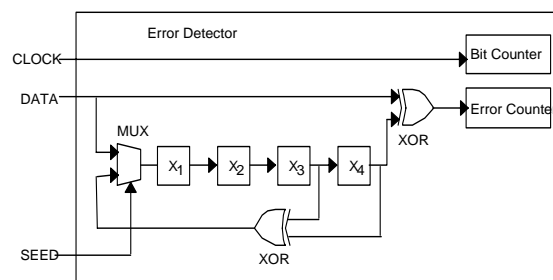 Error Detector
CLOCK
Bit Counter
DATA
Error Counte
MUX
XOR
X1
X2
X3
X4
SEED
XOR